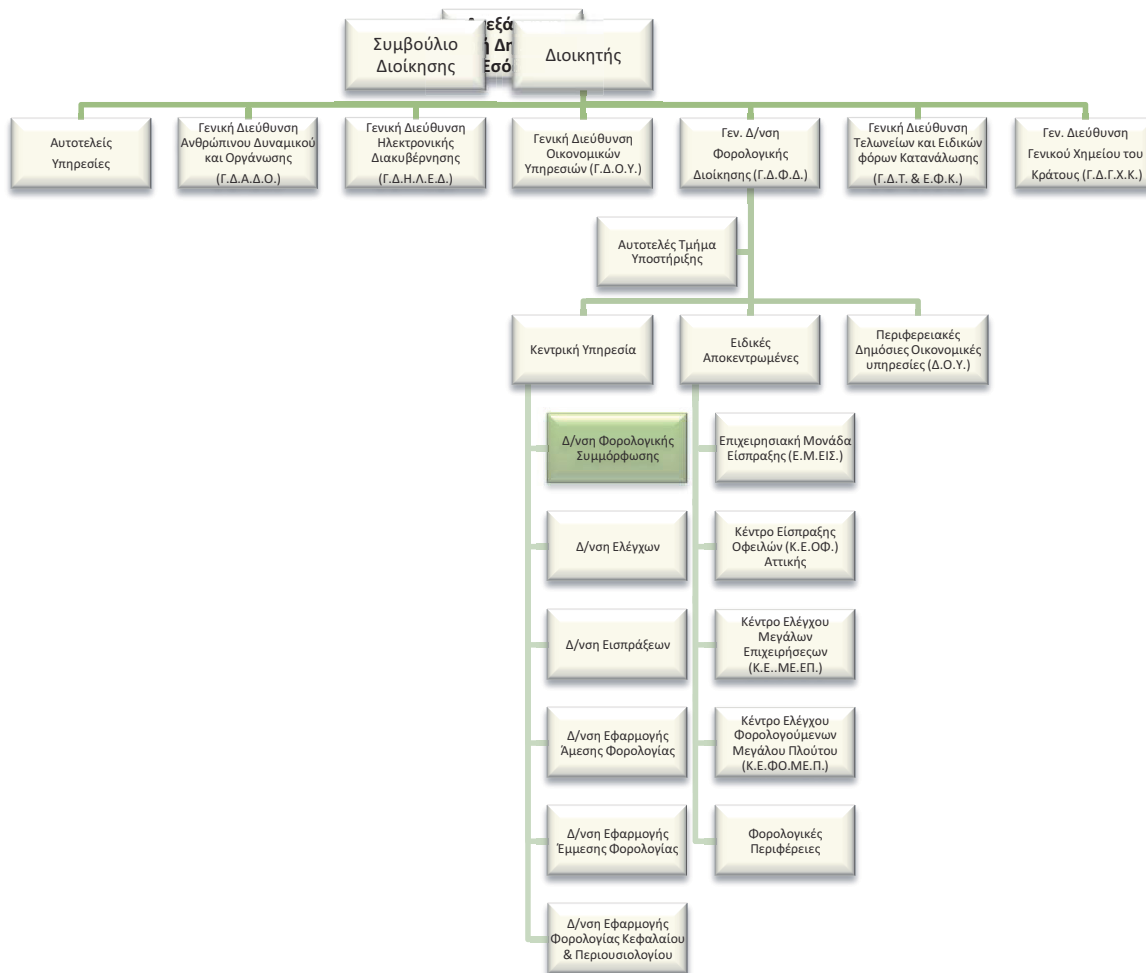 Συμβούλιο
Διοίκησης
Διοικητής
Αυτοτελείς
Υπηρεσίες
Γενική Διεύθυνση
Ανθρώπινου Δυναμικού
και Οργάνωσης
(Γ.Δ.Α.Δ.Ο.)
Γενική Διεύθυνση
Ηλεκτρονικής
Διακυβέρνησης
(Γ.Δ.Η.Λ.Ε.Δ.)
Γενική Διεύθυνση
Οικονομικών
Υπηρεσιών (Γ.Δ.Ο.Υ.)
Γεν. Δ/νση
Φορολογικής
Διοίκησης (Γ.Δ.Φ.Δ.)
Γενική Διεύθυνση
Τελωνείων και Ειδικών
φόρων Κατανάλωσης
(Γ.Δ.Τ. & Ε.Φ.Κ.)
Γεν. Διεύθυνση
Γενικού Χημείου του
Κράτους (Γ.Δ.Γ.Χ.Κ.)
Αυτοτελές Τμήμα
Υποστήριξης
Κεντρική Υπηρεσία
Ειδικές
Αποκεντρωμένες
Περιφερειακές
Δημόσιες Οικονομικές
υπηρεσίες (Δ.Ο.Υ.)
Δ/νση Φορολογικής
Συμμόρφωσης
Δ/νση Ελέγχων
Δ/νση Εισπράξεων
Δ/νση Εφαρμογής
Άμεσης Φορολογίας
Δ/νση Εφαρμογής
Έμμεσης Φορολογίας
Δ/νση Εφαρμογής
Φορολογίας Κεφαλαίου
& Περιουσιολογίου
Επιχειρησιακή Μονάδα
Είσπραξης (Ε.Μ.ΕΙΣ.)
Κέντρο Είσπραξης
Οφειλών (Κ.Ε.ΟΦ.)
Αττικής
Κέντρο Ελέγχου
Μεγάλων
Επιχειρήσεςων
(Κ.Ε..ΜΕ.ΕΠ.)
Κέντρο Ελέγχου
Φορολογούμενων
Μεγάλου Πλούτου
(Κ.Ε.ΦΟ.ΜΕ.Π.)
Φορολογικές
Περιφέρειες